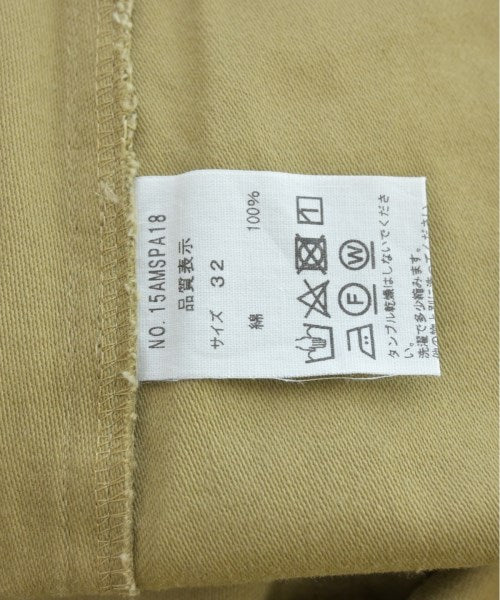 NO.15AMSPA18
品質表示
サイズ 32
綿 100%
F W
タンブル乾燥はしないでくださ
い。
洗濯で多少縮みます。